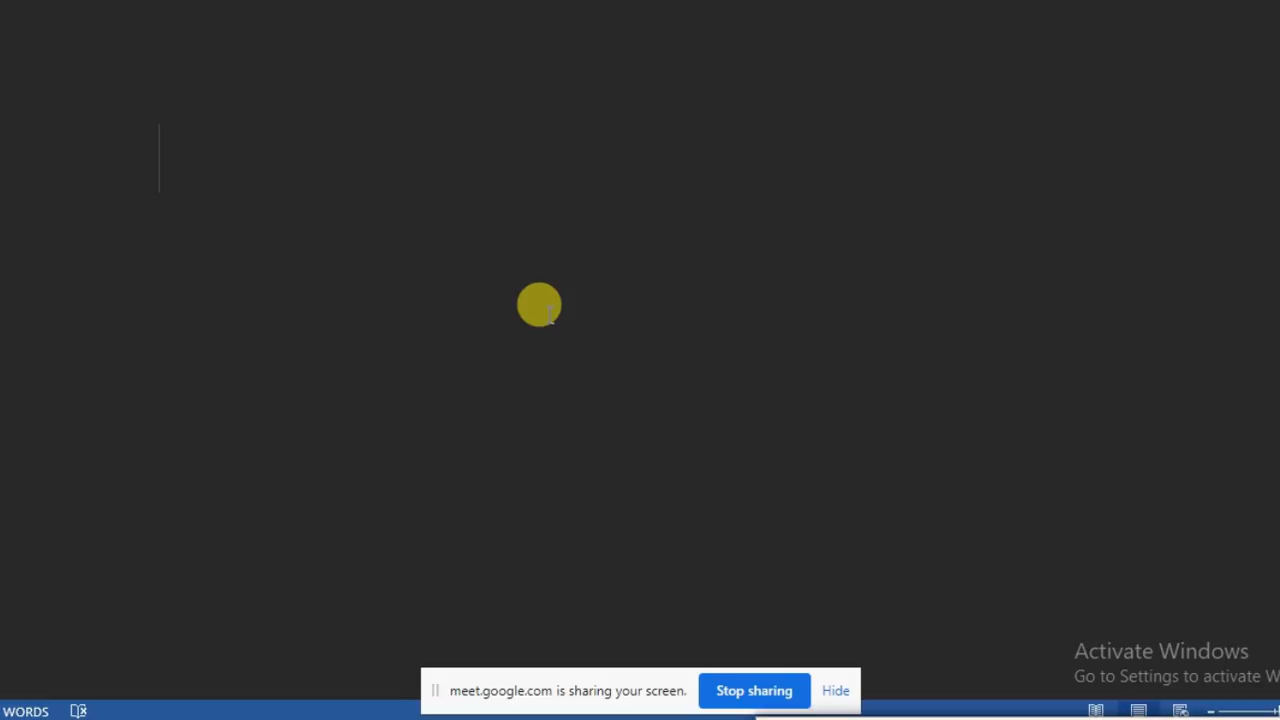 Activate Windows
Go to Settings to activate W
meet.google.com is sharing your screen. Stop sharing Hide
WORDS